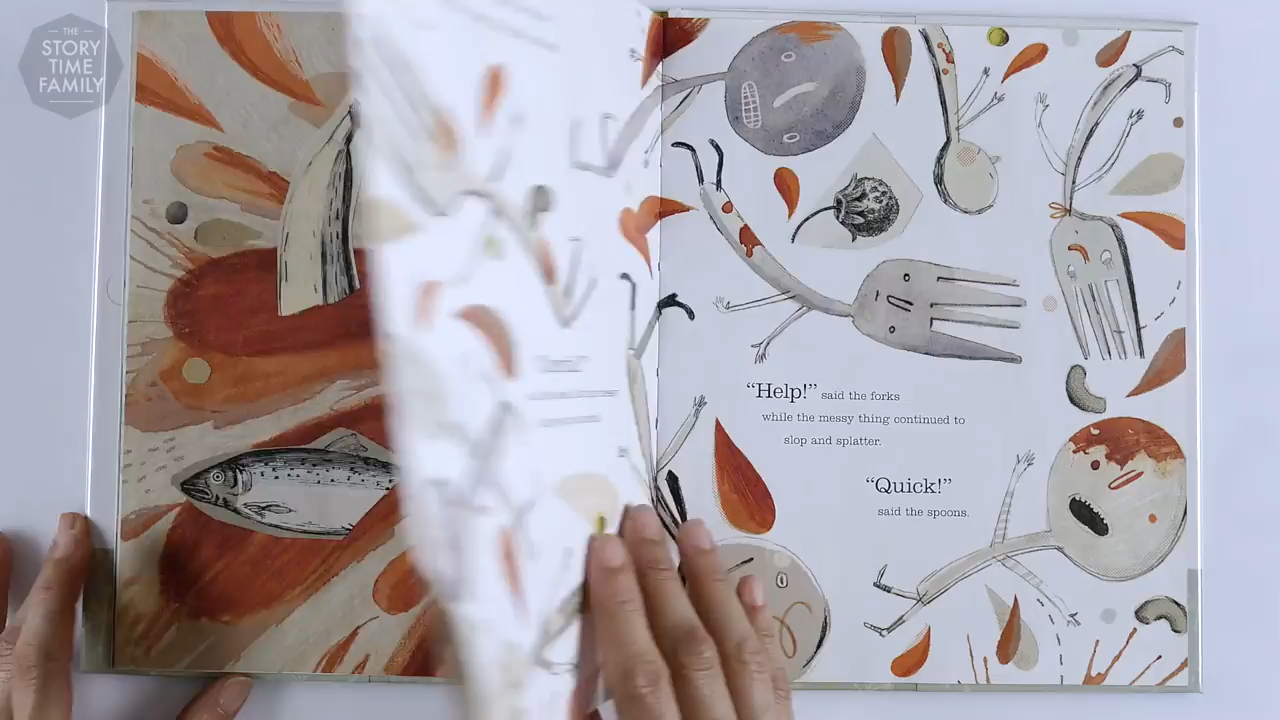 THE
STORY
TIME
FAMILY
“Help!” said the forks
while the messy thing continued to
slop and splatter.
“Quick!”
said the spoons.